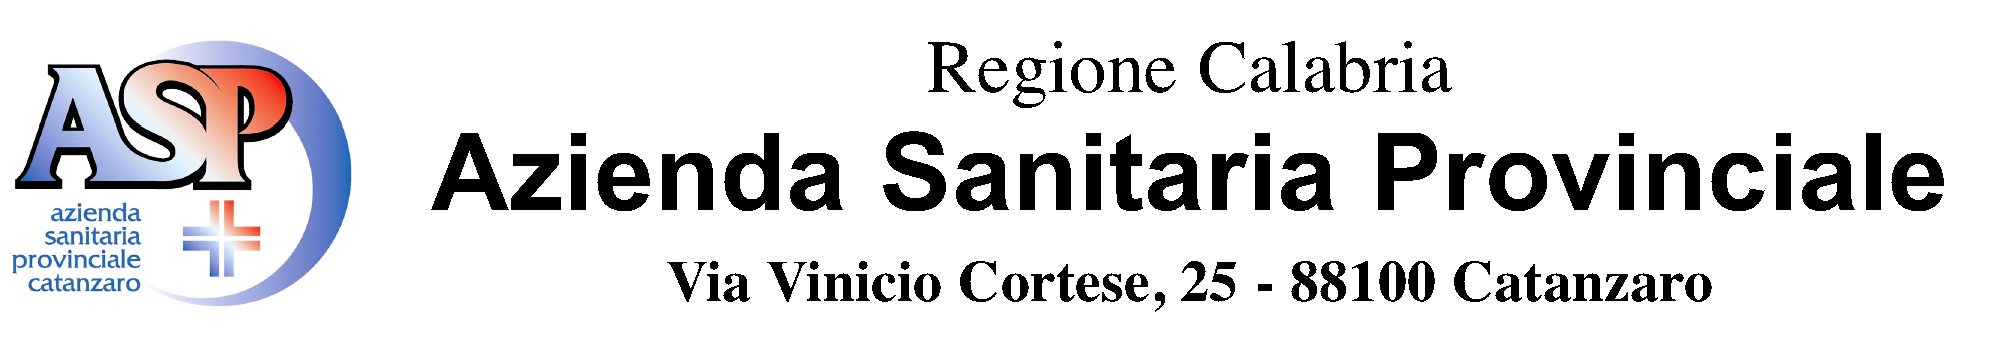 ASP
azienda
sanitaria
provinciale
catanzaro
Regione Calabria
Azienda Sanitaria Provinciale
Via Vinicio Cortese, 25 - 88100 Catanzaro